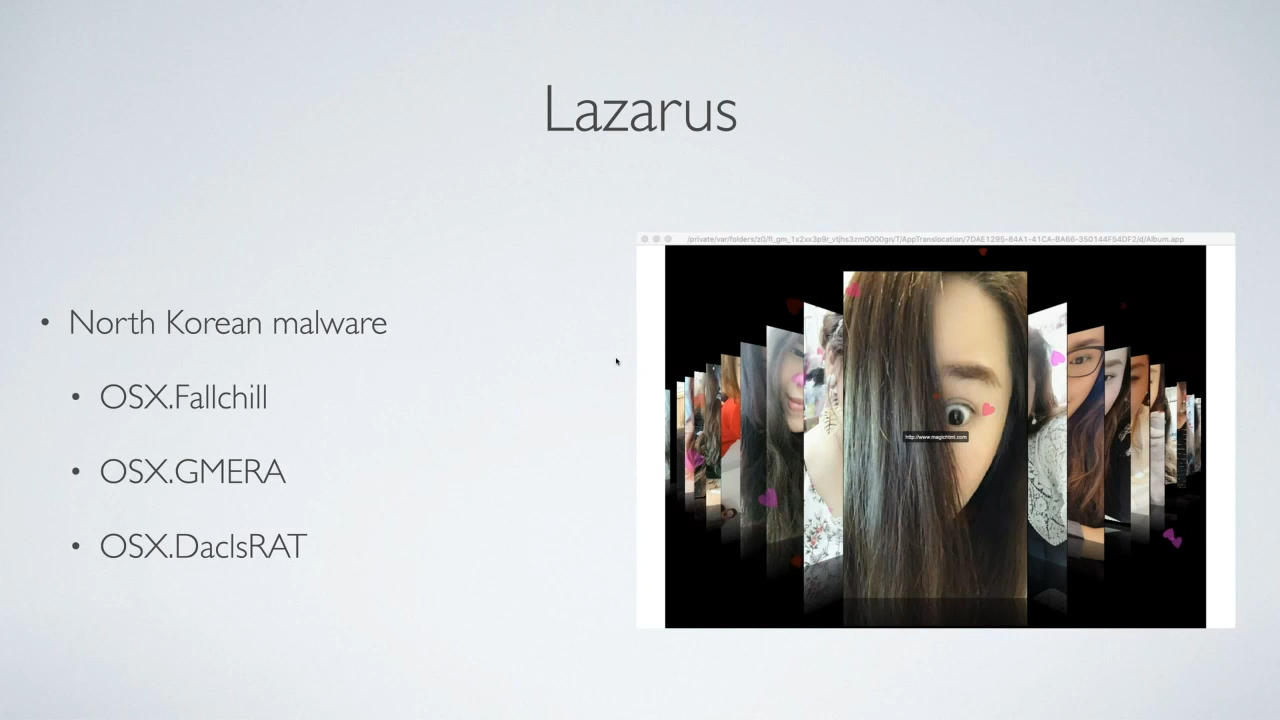 Lazarus
/private/var/folders/z0/fl_gm_1x2xx3p9r_vtjhs3zm0000gn/T/AppTranslocation/7DAE1295-84A1-41CA-BA66-350144F54DF2/d/Album.app
• North Korean malware
• OSX.Fallchill
http://www.magichtml.com
• OSX.GMERA
• OSX.DaclsRAT